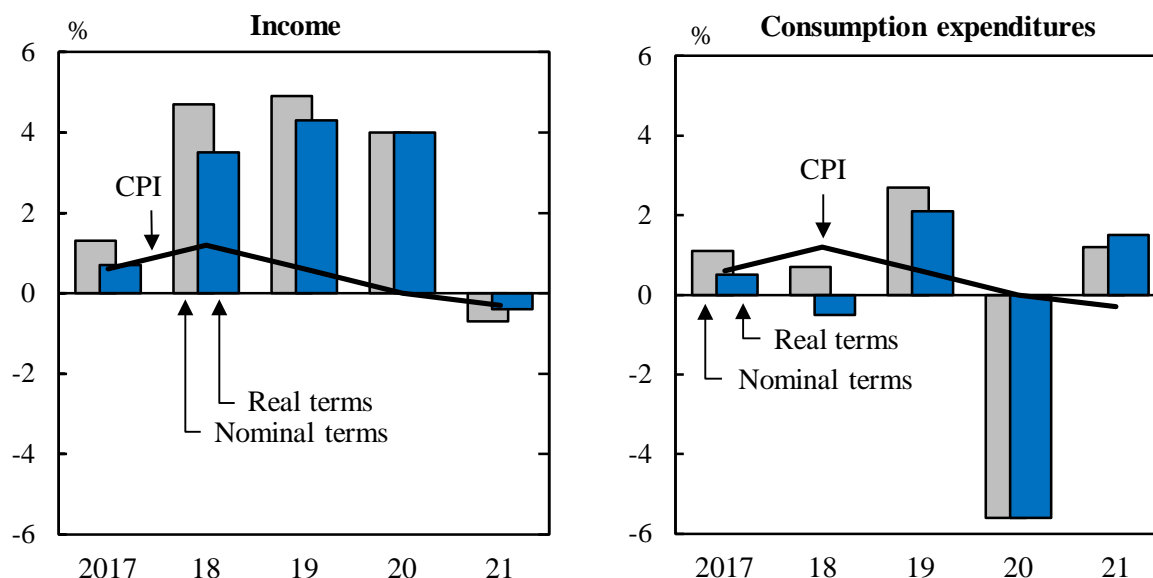 Income
%
6
4
2
0
-2
-4
-6
CPI
Real terms
Nominal terms
2017 18 19 20 21
Consumption expenditures
%
6
4
2
0
-2
-4
-6
CPI
Real terms
Nominal terms
2017 18 19 20 21